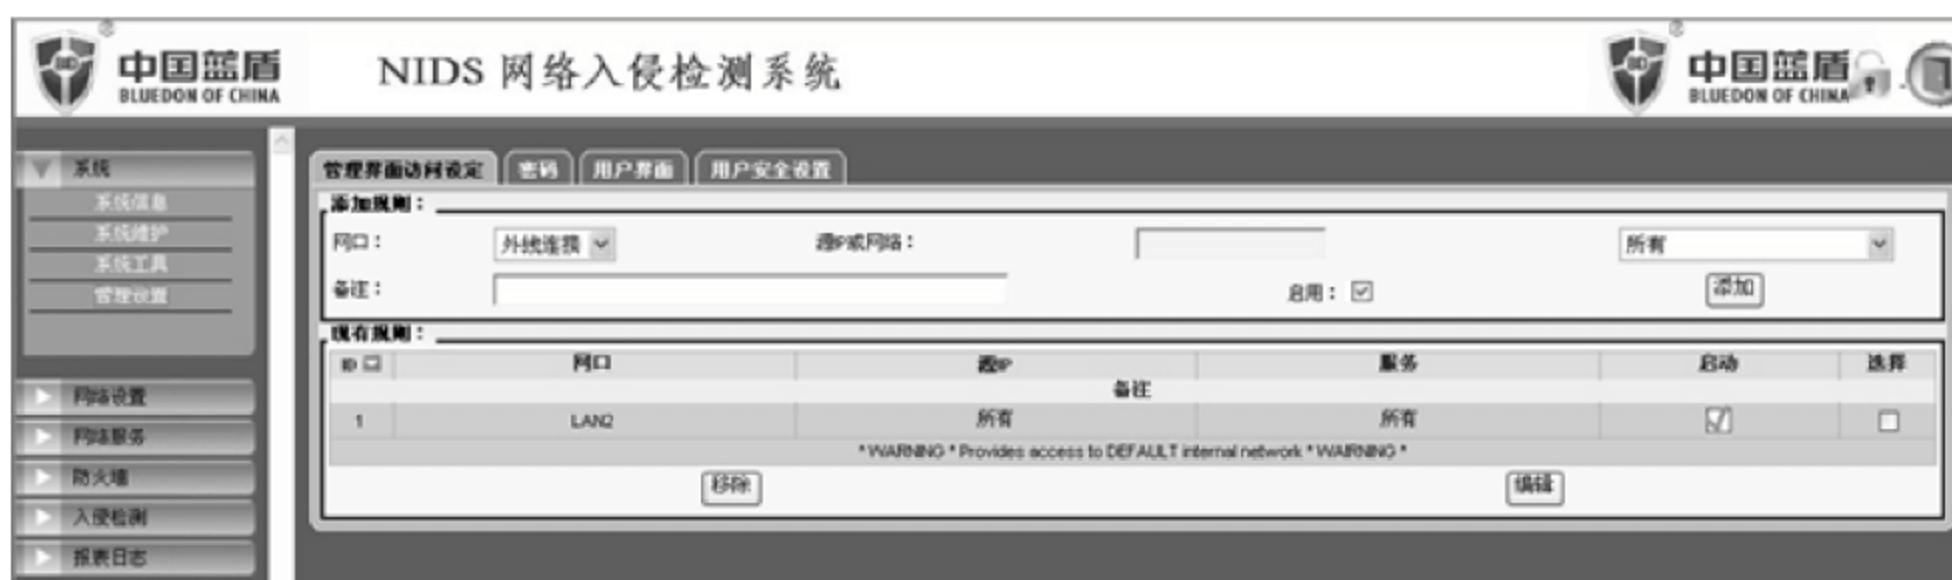 中国蓝盾 NIDS 网络入侵检测系统 中国蓝盾
BLUEDON OF CHINA BLUEDON OF CHINA
系统
系统信息
系统维护
系统工具
管理设置
网络设置
网络服务
防火墙
入侵检测
报表日志
管理界面访问设定 密码 用户界面 用户安全设置
添加规则：
网口： 外线连接 源IP或网络： 所有
备注： 启用： 添加
现有规则：
ID 网口 源IP 服务 启动 选择
备注
1 LAN2 所有 所有
* WARNING * Provides access to DEFAULT internal network * WARNING *
移除 编辑